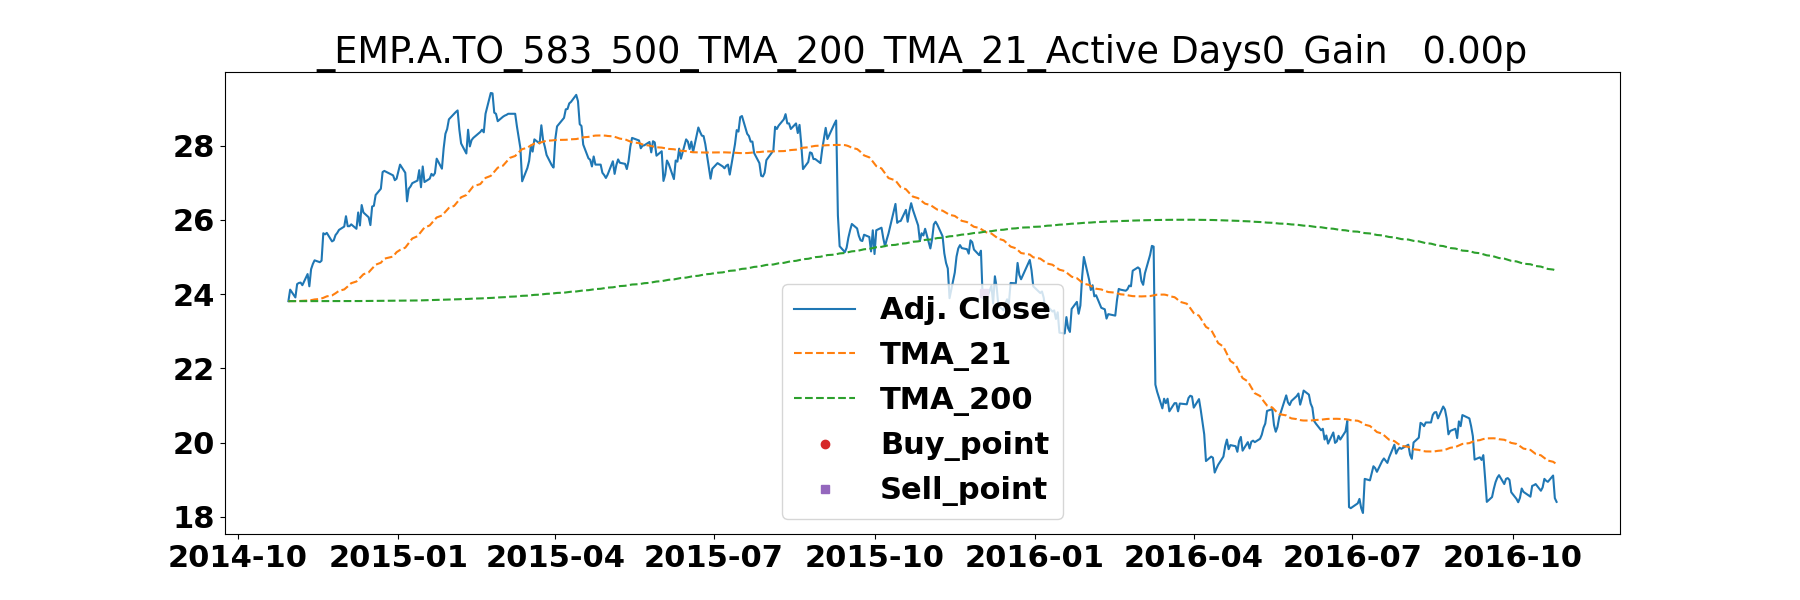 _EMP.A.TO_583_500_TMA_200_TMA_21_Active Days0_Gain   0.00p
28
26
24
22
20
18
Adj. Close
TMA_21
TMA_200
Buy_point
Sell_point
2014-10 2015-01 2015-04 2015-07 2015-10 2016-01 2016-04 2016-07 2016-10